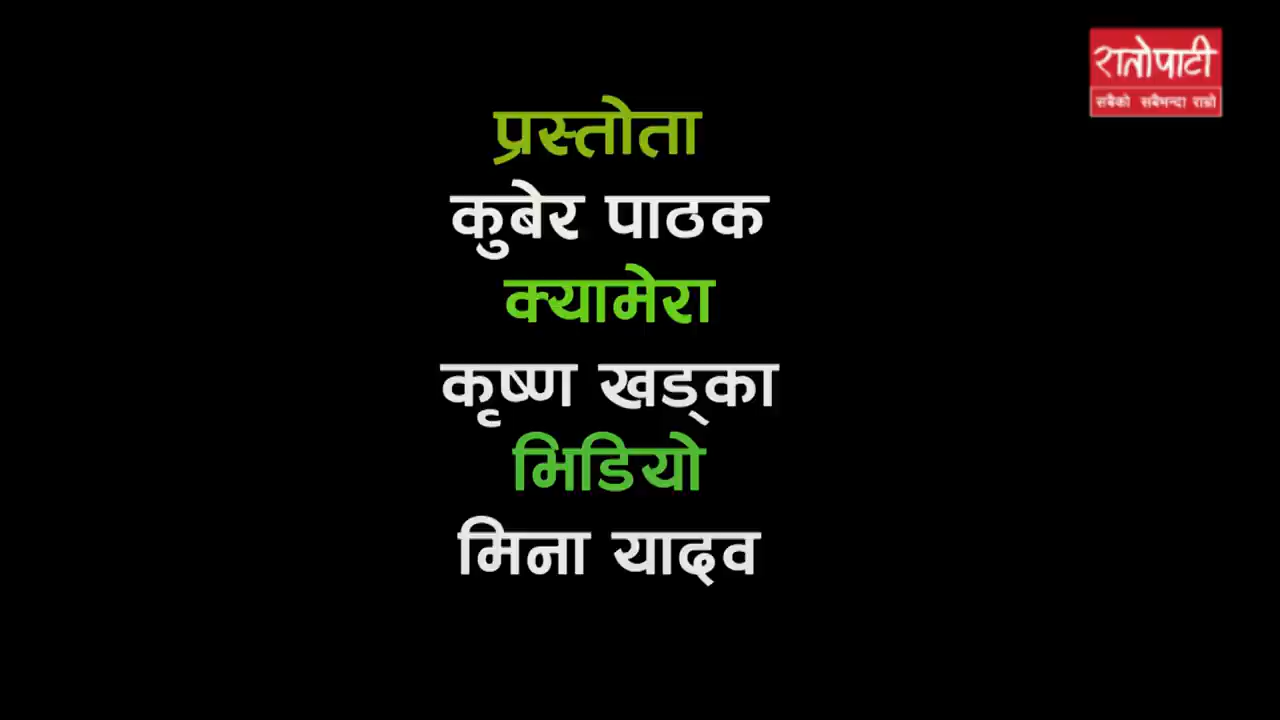 रातोपाटी
सबैको सबैभन्दा राम्रो
प्रस्तोता
कुबेर पाठक
क्यामेरा
कृष्ण खड्का
भिडियो
मिना यादव